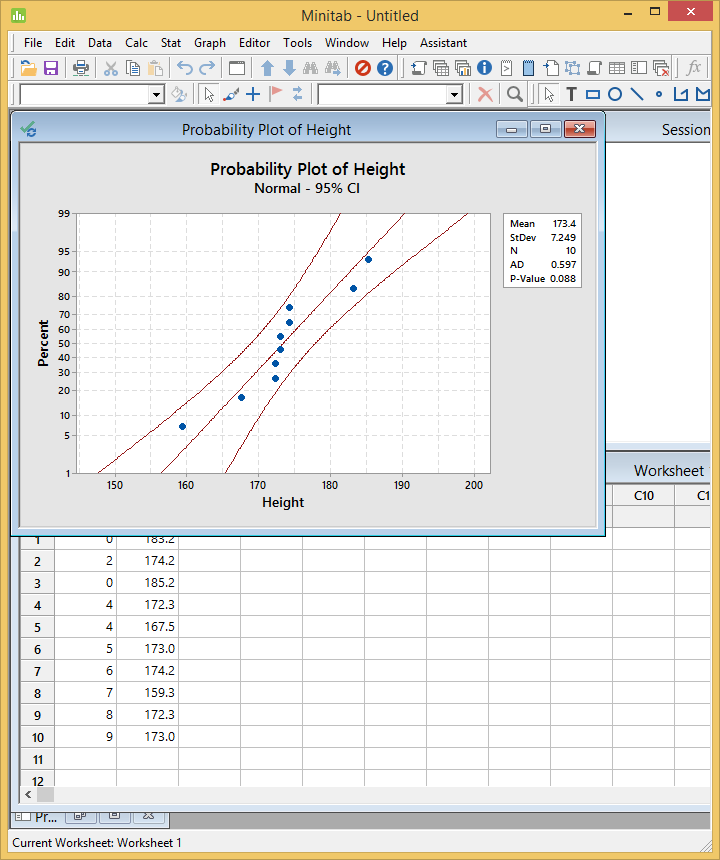 Minitab - Untitled
File Edit Data Calc Stat Graph Editor Tools Window Help Assistant
fx
T
Probability Plot of Height
Session
Probability Plot of Height
Normal - 95% CI
Mean 173.4
StDev 7.249
N 10
AD 0.597
P-Value 0.088
Percent
99
95
90
80
70
60
50
40
30
20
10
5
1
150 160 170 180 190 200
Height
Worksheet
C10 C1
1 0 183.2
2 2 174.2
3 0 185.2
4 4 172.3
5 4 167.5
6 5 173.0
7 6 174.2
8 7 159.3
9 8 172.3
10 9 173.0
11
12
Pr...
Current Worksheet: Worksheet 1